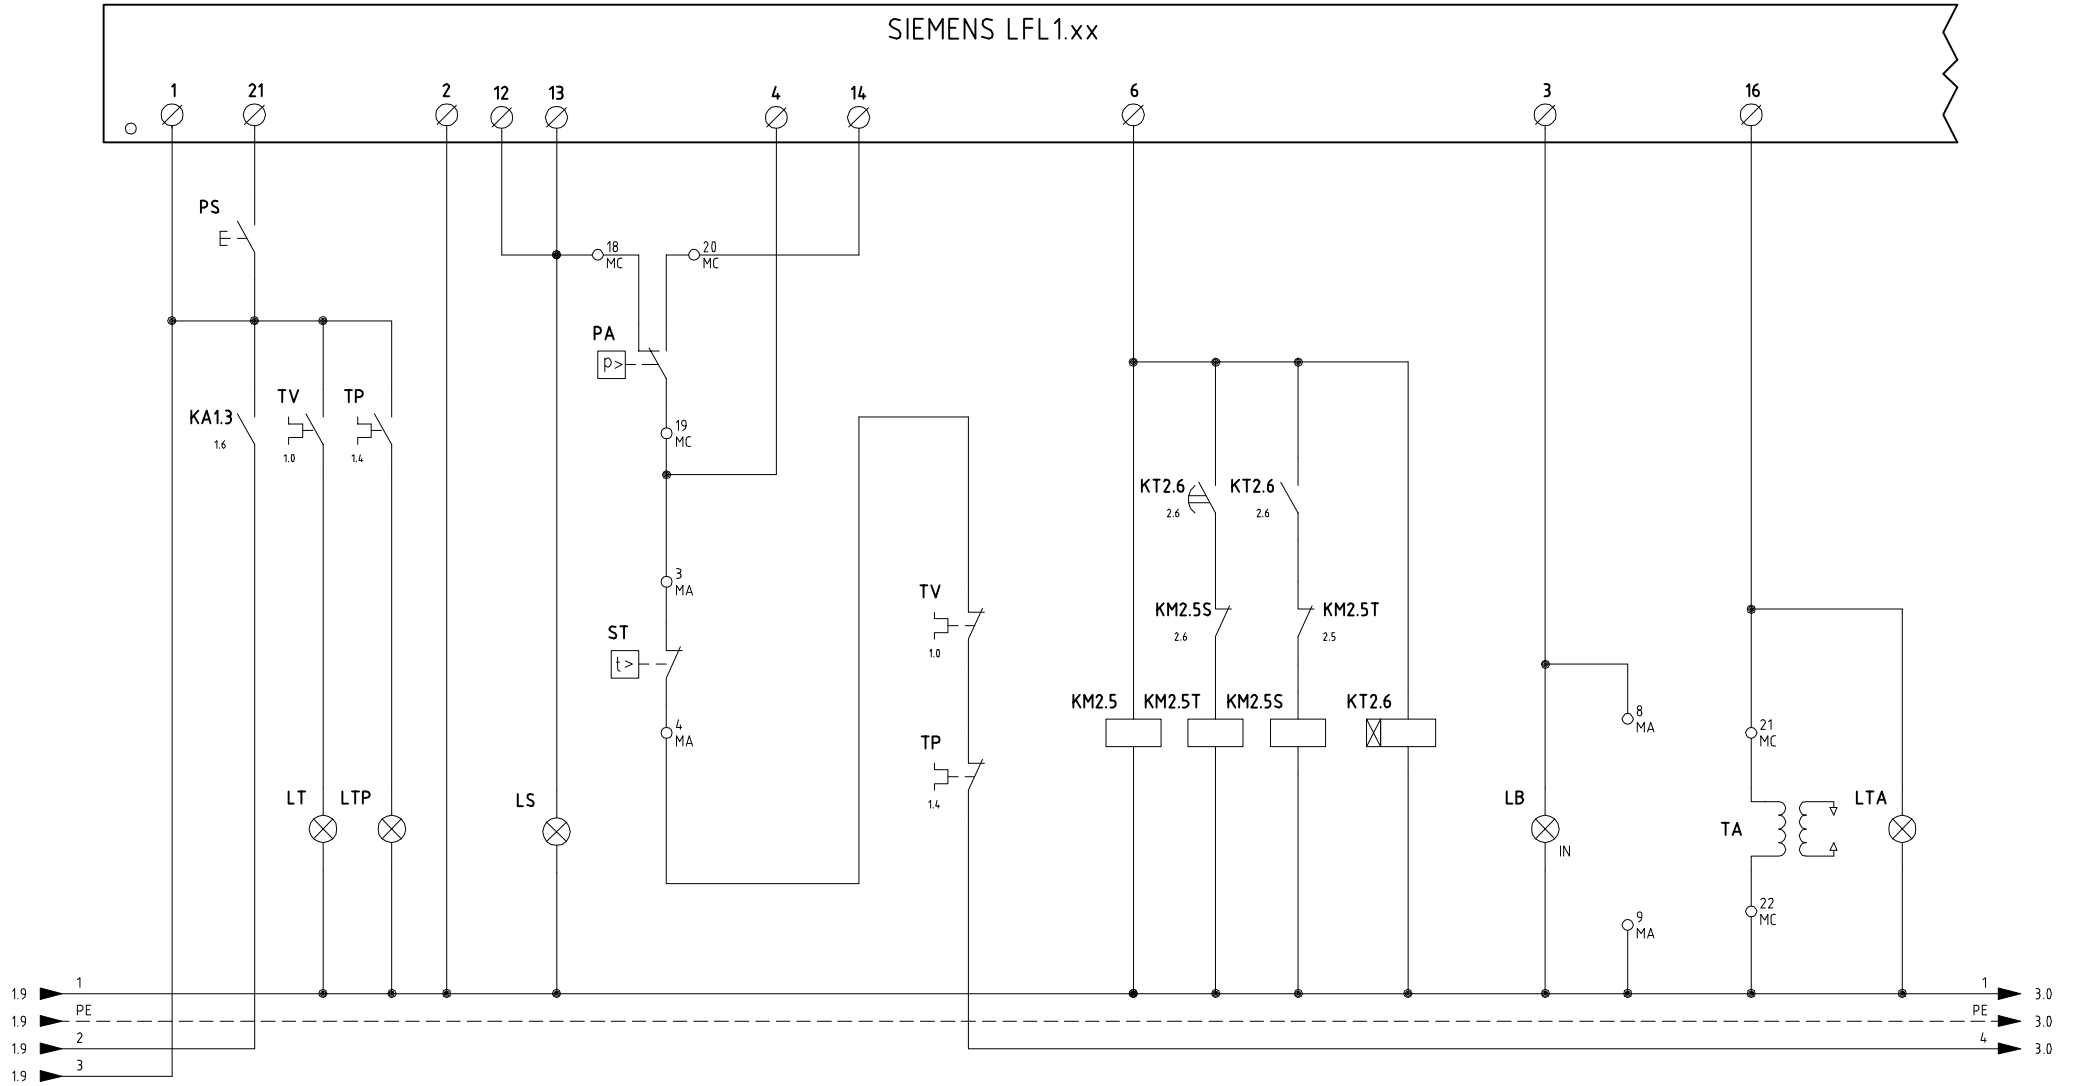 SIEMENS LFL1.xx
1 21 2 12 13 4 14 6 3 16
PS
18
MC
20
MC
PA
p>
KA1.3
1.6
TV
1.0
TP
1.4
19
MC
KT2.6
2.6
KT2.6
2.6
3
MA
TV
1.0
KM2.5S
2.6
KM2.5T
2.5
ST
t>
KM2.5 KM2.5T KM2.5S KT2.6
8
MA
21
MC
4
MA
TP
1.4
LT LTP LS LB
IN
TA
LTA
22
MC
9
MA
1.9 1 1 3.0
1.9 PE PE 3.0
1.9 2 4 3.0
1.9 3